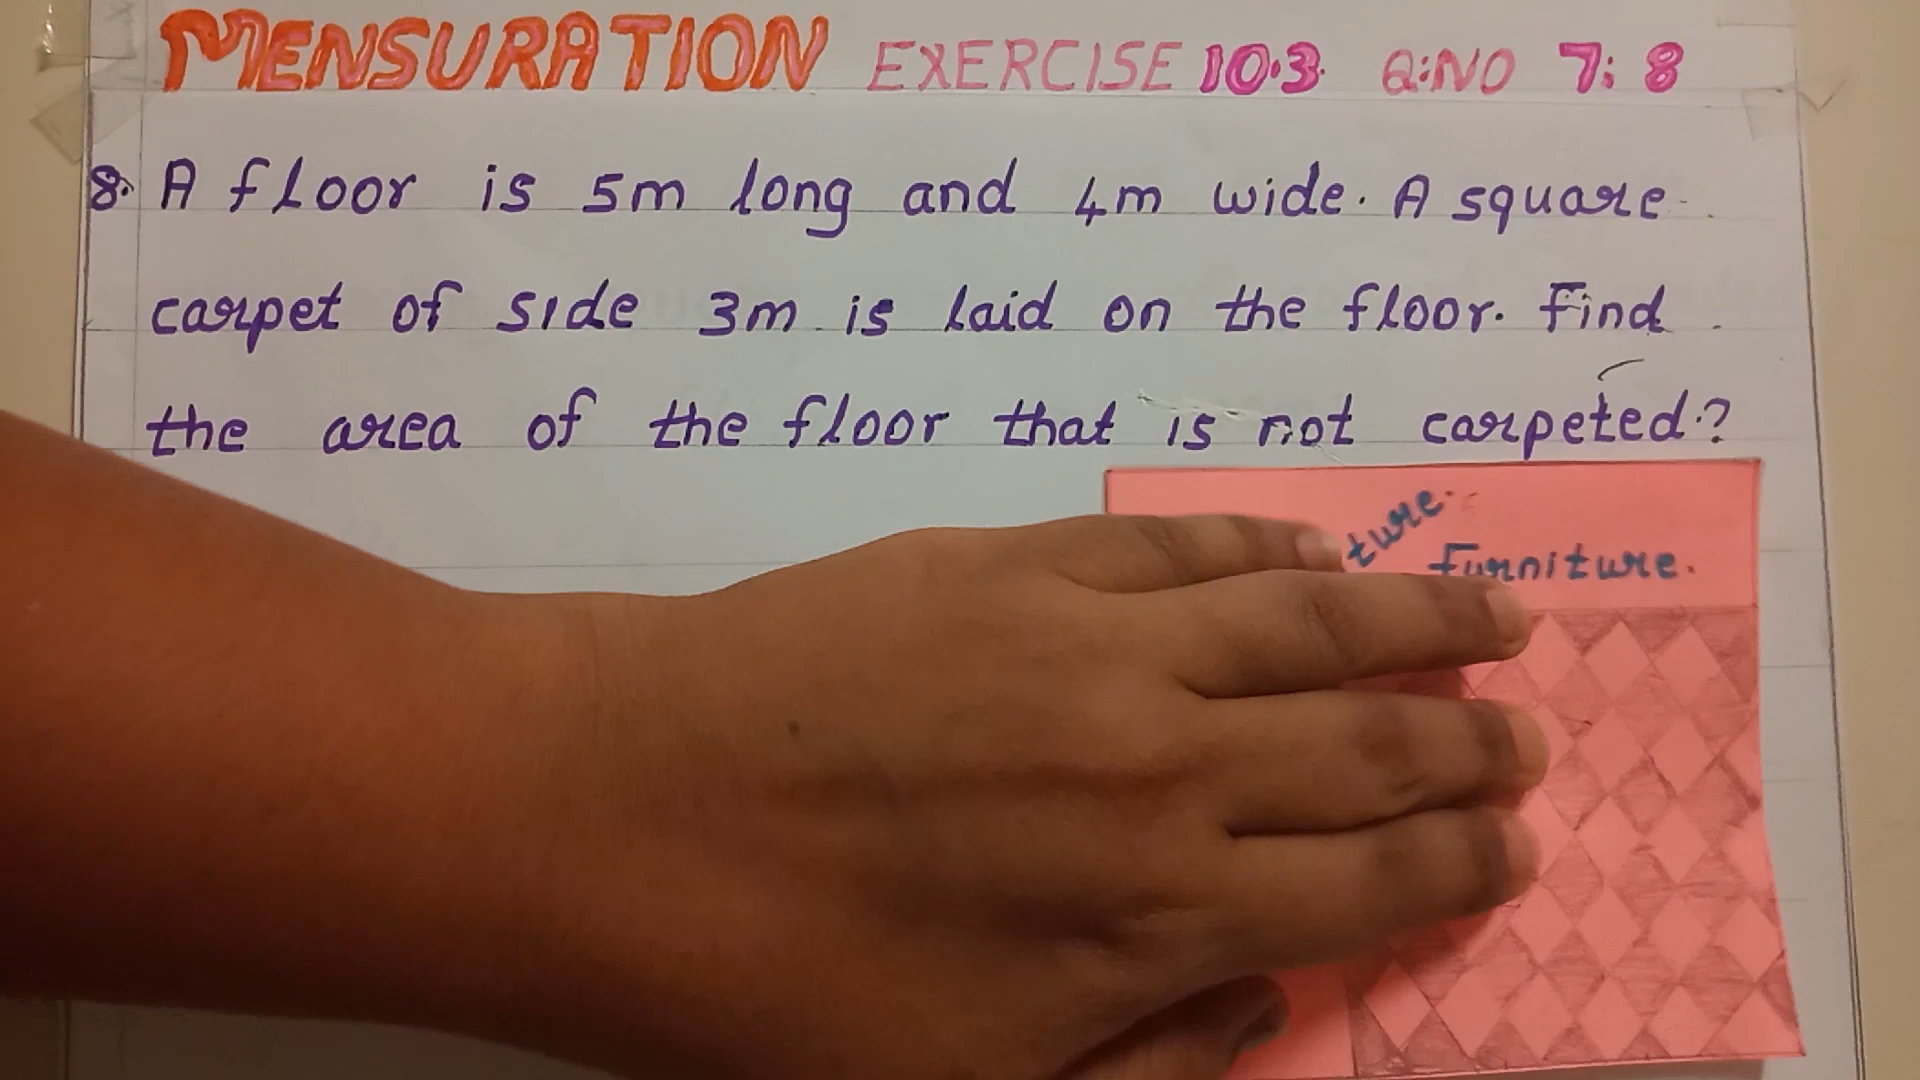 MENSURATION EXERCISE 10.3 Q:NO 7: 8
8. A floor is 5m long and 4m wide. A square
carpet of side 3m is laid on the floor. Find
the area of the floor that is not carpeted?
ture.
Furniture.